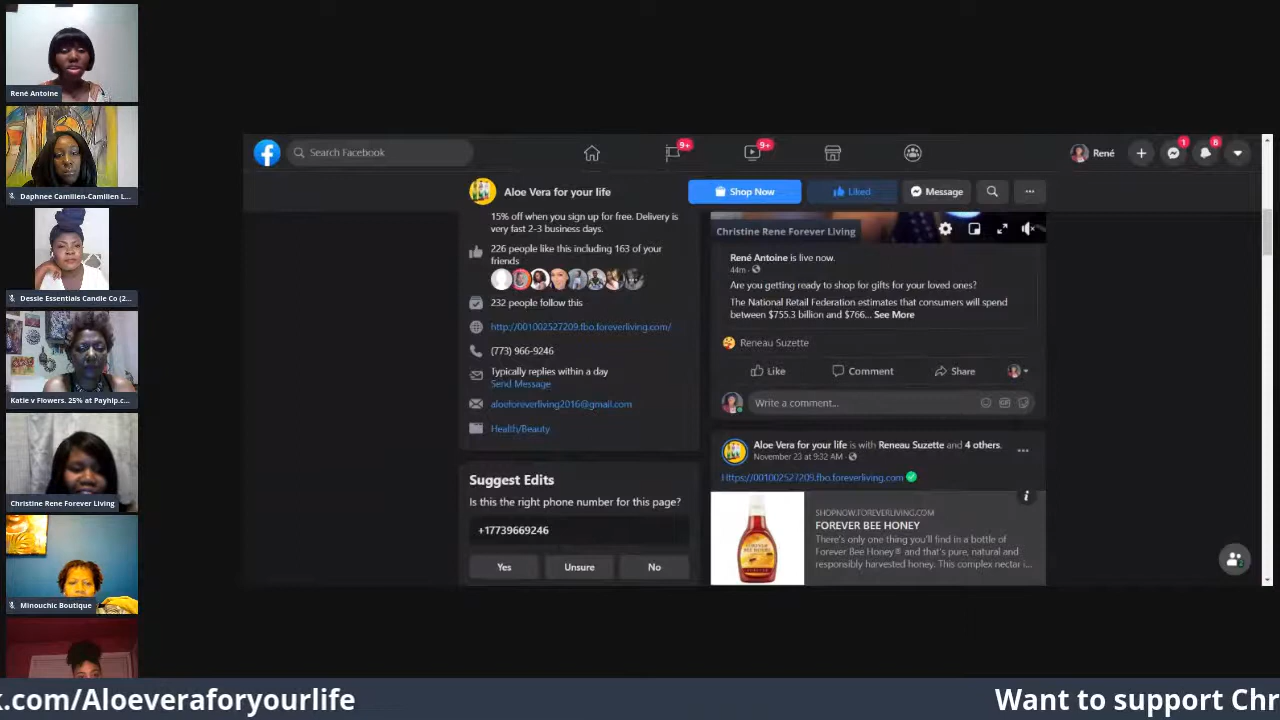 René Antoine
Daphnee Camilien-Camilien L...
Dessie Essentials Candle Co (2...
Katie v Flowers. 25% at Payhip.c...
Christine Rene Forever Living
Minouchic Boutique
Search Facebook
9+
9+
René
1
8
Aloe Vera for your life
Shop Now
Liked
Message
15% off when you sign up for free. Delivery is
very fast 2-3 business days.
226 people like this including 163 of your
friends
232 people follow this
http://001002527209.fbo.foreverliving.com/
(773) 966-9246
Typically replies within a day
Send Message
aloeforeverliving2016@gmail.com
Health/Beauty
Suggest Edits
Is this the right phone number for this page?
+17739669246
Yes
Unsure
No
Christine Rene Forever Living
René Antoine is live now.
44m
Are you getting ready to shop for gifts for your loved ones?
The National Retail Federation estimates that consumers will spend
between $755.3 billion and $766... See More
Reneau Suzette
Like
Comment
Share
Write a comment...
GIF
Aloe Vera for your life is with Reneau Suzette and 4 others.
November 23 at 9:32 AM
Https://001002527209.fbo.foreverliving.com
SHOPNOW.FOREVERLIVING.COM
FOREVER BEE HONEY
There's only one thing you'll find in a bottle of
Forever Bee Honey® and that's pure, natural and
responsibly harvested honey. This complex nectar i...
k.com/Aloeveraforyourlife
Want to support Chr